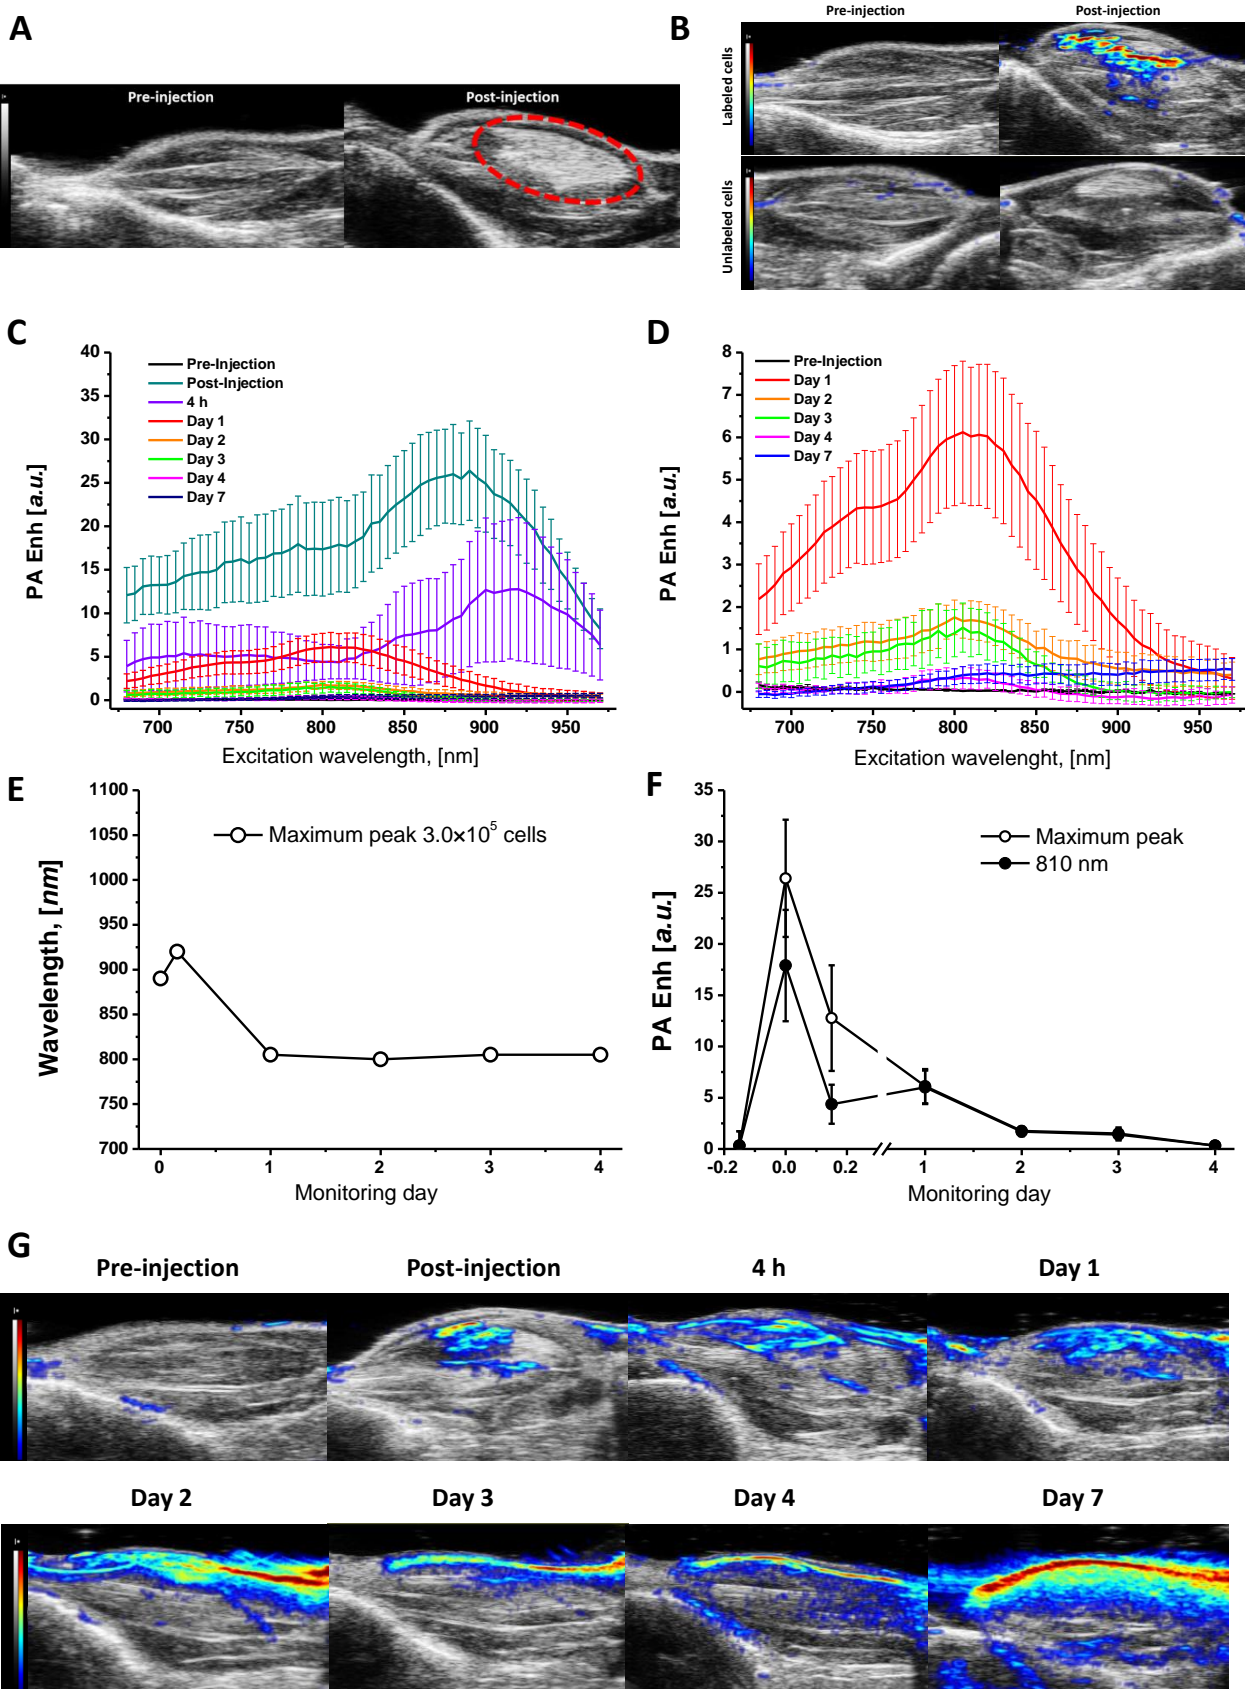 A
Pre-injection
Post-injection
B
Pre-injection
Post-injection
Labeled cells
Unlabeled cells
C
40
35
30
25
20
15
10
5
0
PA Enh [a.u.]
Pre-Injection
Post-Injection
4 h
Day 1
Day 2
Day 3
Day 4
Day 7
700 750 800 850 900 950
Excitation wavelength, [nm]
D
8
7
6
5
4
3
2
1
0
PA Enh [a.u.]
Pre-Injection
Day 1
Day 2
Day 3
Day 4
Day 7
700 750 800 850 900 950
Excitation wavelenght, [nm]
E
1100
1050
1000
950
900
850
800
750
700
Wavelength, [nm]
Maximum peak 3.0×10⁵ cells
0 1 2 3 4
Monitoring day
F
35
30
25
20
15
10
5
0
PA Enh [a.u.]
Maximum peak
810 nm
-0.2 0.0 0.2 1 2 3 4
Monitoring day
G
Pre-injection
Post-injection
4 h
Day 1
Day 2
Day 3
Day 4
Day 7